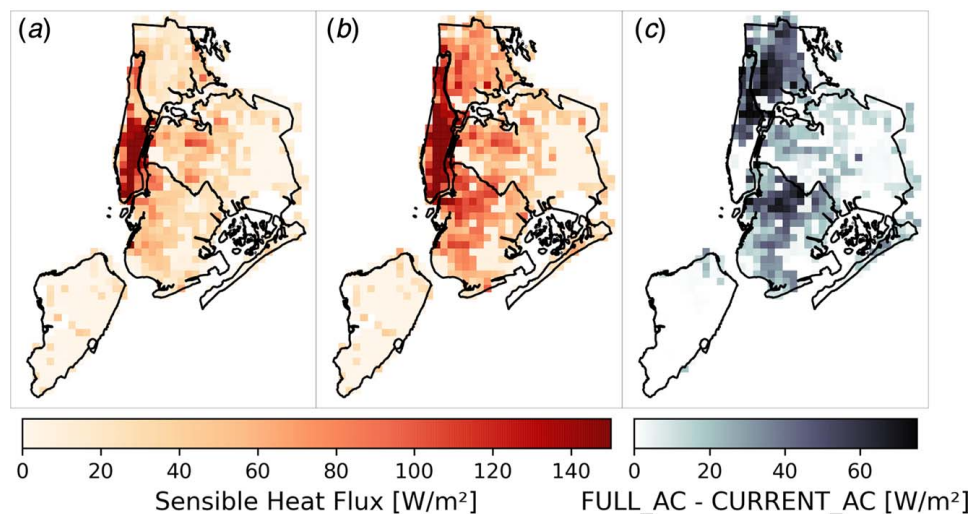 (a) (b) (c)
0 20 40 60 80 100 120 140 0 20 40 60
Sensible Heat Flux [W/m²] FULL_AC - CURRENT_AC [W/m²]